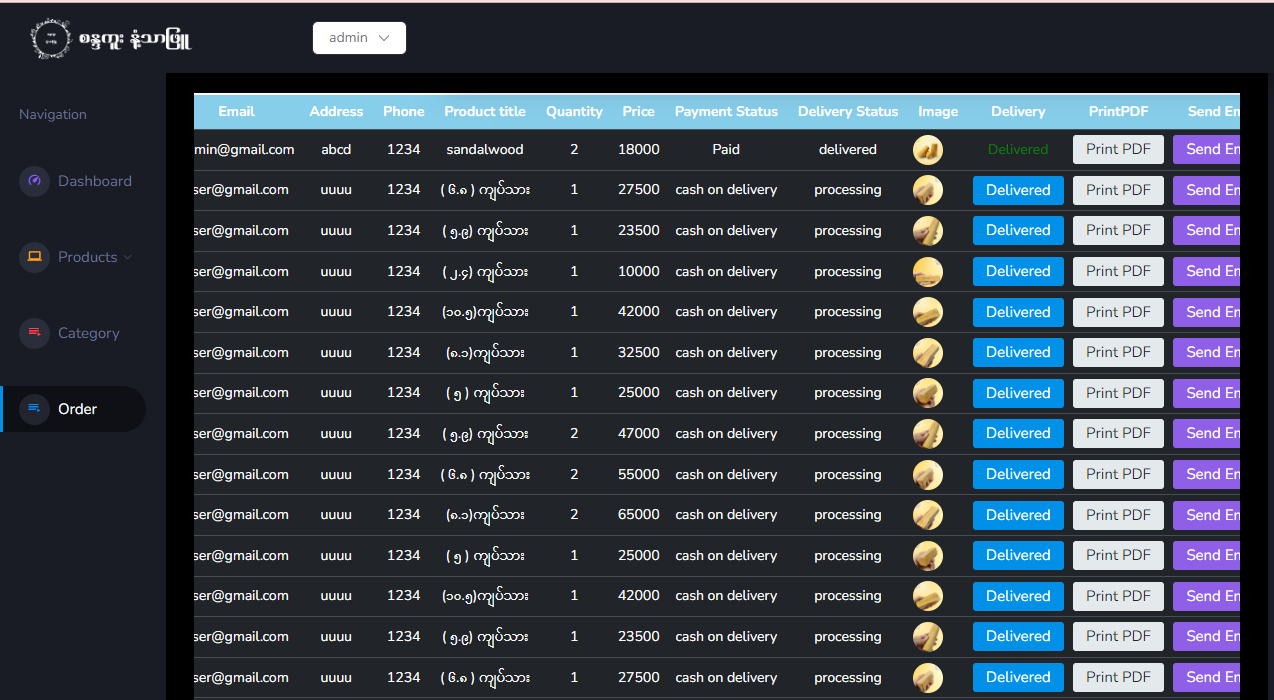 စန္ဒကူး နံ့သာဖြူ
admin
Navigation
Dashboard
Products
Category
Order
Email Address Phone Product title Quantity Price Payment Status Delivery Status Image Delivery PrintPDF Send En
min@gmail.com abcd 1234 sandalwood 2 18000 Paid delivered Delivered Print PDF Send En
ser@gmail.com uuuu 1234 ( ၆.၈ ) ကျပ်သား 1 27500 cash on delivery processing Delivered Print PDF Send En
ser@gmail.com uuuu 1234 ( ၅.၉) ကျပ်သား 1 23500 cash on delivery processing Delivered Print PDF Send En
ser@gmail.com uuuu 1234 ( ၂.၄) ကျပ်သား 1 10000 cash on delivery processing Delivered Print PDF Send En
ser@gmail.com uuuu 1234 (၁၀.၅)ကျပ်သား 1 42000 cash on delivery processing Delivered Print PDF Send En
ser@gmail.com uuuu 1234 (၈.၁)ကျပ်သား 1 32500 cash on delivery processing Delivered Print PDF Send En
ser@gmail.com uuuu 1234 ( ၅ ) ကျပ်သား 1 25000 cash on delivery processing Delivered Print PDF Send En
ser@gmail.com uuuu 1234 ( ၅.၉) ကျပ်သား 2 47000 cash on delivery processing Delivered Print PDF Send En
ser@gmail.com uuuu 1234 ( ၆.၈ ) ကျပ်သား 2 55000 cash on delivery processing Delivered Print PDF Send En
ser@gmail.com uuuu 1234 (၈.၁)ကျပ်သား 2 65000 cash on delivery processing Delivered Print PDF Send En
ser@gmail.com uuuu 1234 ( ၅ ) ကျပ်သား 1 25000 cash on delivery processing Delivered Print PDF Send En
ser@gmail.com uuuu 1234 (၁၀.၅)ကျပ်သား 1 42000 cash on delivery processing Delivered Print PDF Send En
ser@gmail.com uuuu 1234 ( ၅.၉) ကျပ်သား 1 23500 cash on delivery processing Delivered Print PDF Send En
ser@gmail.com uuuu 1234 ( ၆.၈ ) ကျပ်သား 1 27500 cash on delivery processing Delivered Print PDF Send En